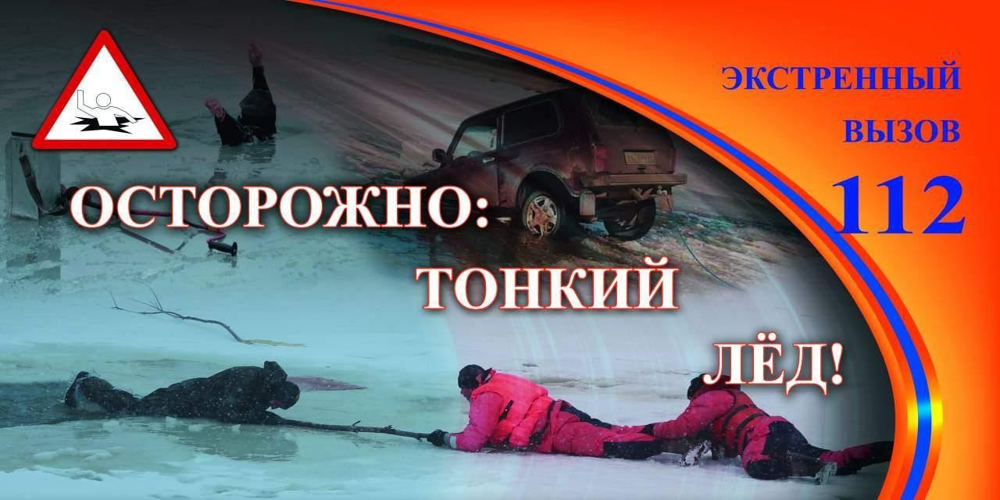 ОСТОРОЖНО:
ТОНКИЙ
ЛЁД!
ЭКСТРЕННЫЙ
ВЫЗОВ
112